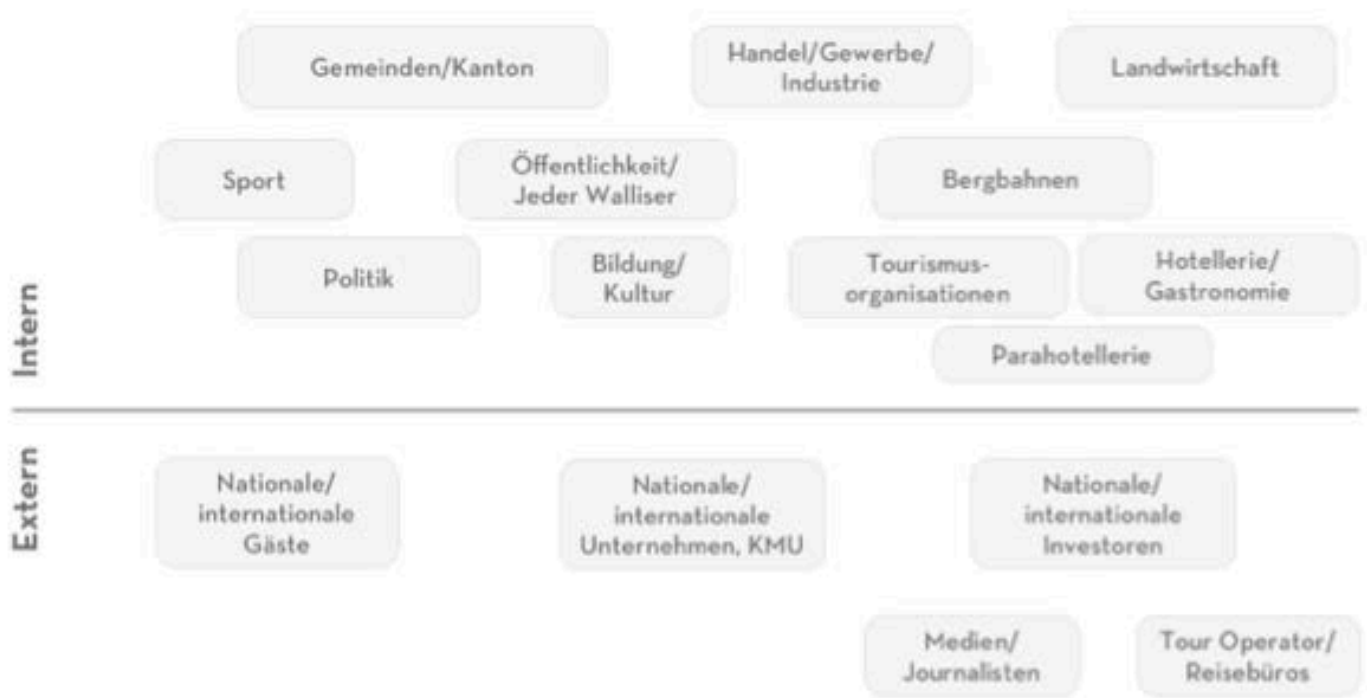 Gemeinden/Kanton
Handel/Gewerbe/
Industrie
Landwirtschaft
Sport
Öffentlichkeit/
Jeder Walliser
Bergbahnen
Politik
Bildung/
Kultur
Tourismus-
organisationen
Hotellerie/
Gastronomie
Parahotellerie
Intern
Extern
Nationale/
internationale
Gäste
Nationale/
internationale
Unternehmen, KMU
Nationale/
internationale
Investoren
Medien/
Journalisten
Tour Operator/
Reisebüros